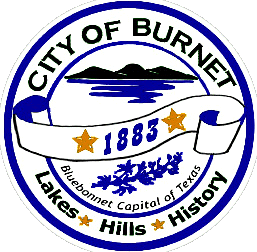 CITY OF BURNET
1883
Bluebonnet Capital of Texas
Lakes Hills History